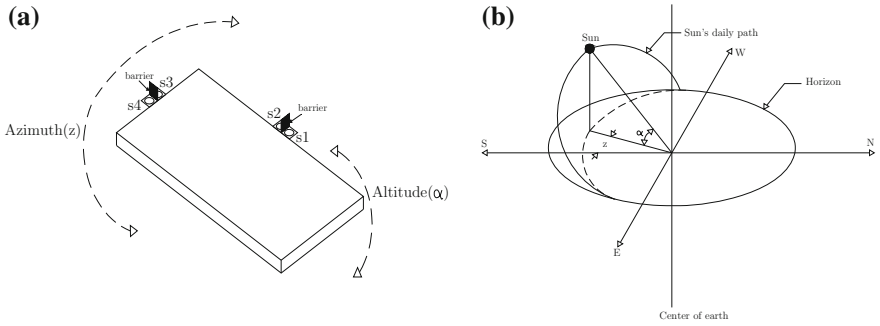 (a)
barrier
s3
s4
s2
barrier
s1
Azimuth(z)
Altitude(α)
(b)
Sun
Sun's daily path
W
Horizon
α
S
z
N
E
Center of earth